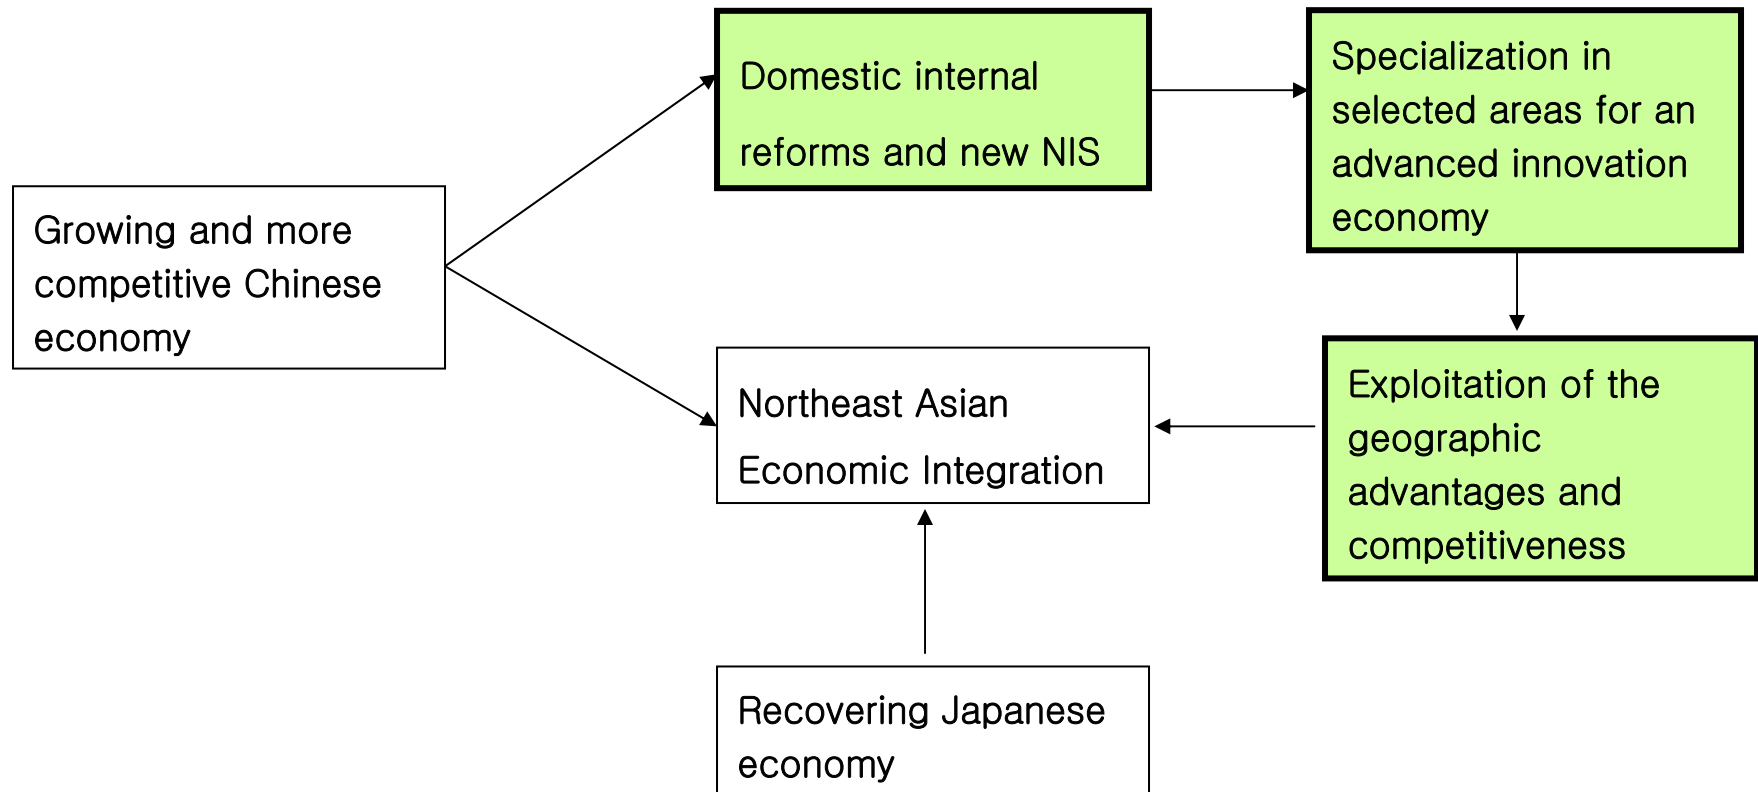 Growing and more
competitive Chinese
economy
Domestic internal
reforms and new NIS
Specialization in
selected areas for an
advanced innovation
economy
Northeast Asian
Economic Integration
Exploitation of the
geographic
advantages and
competitiveness
Recovering Japanese
economy